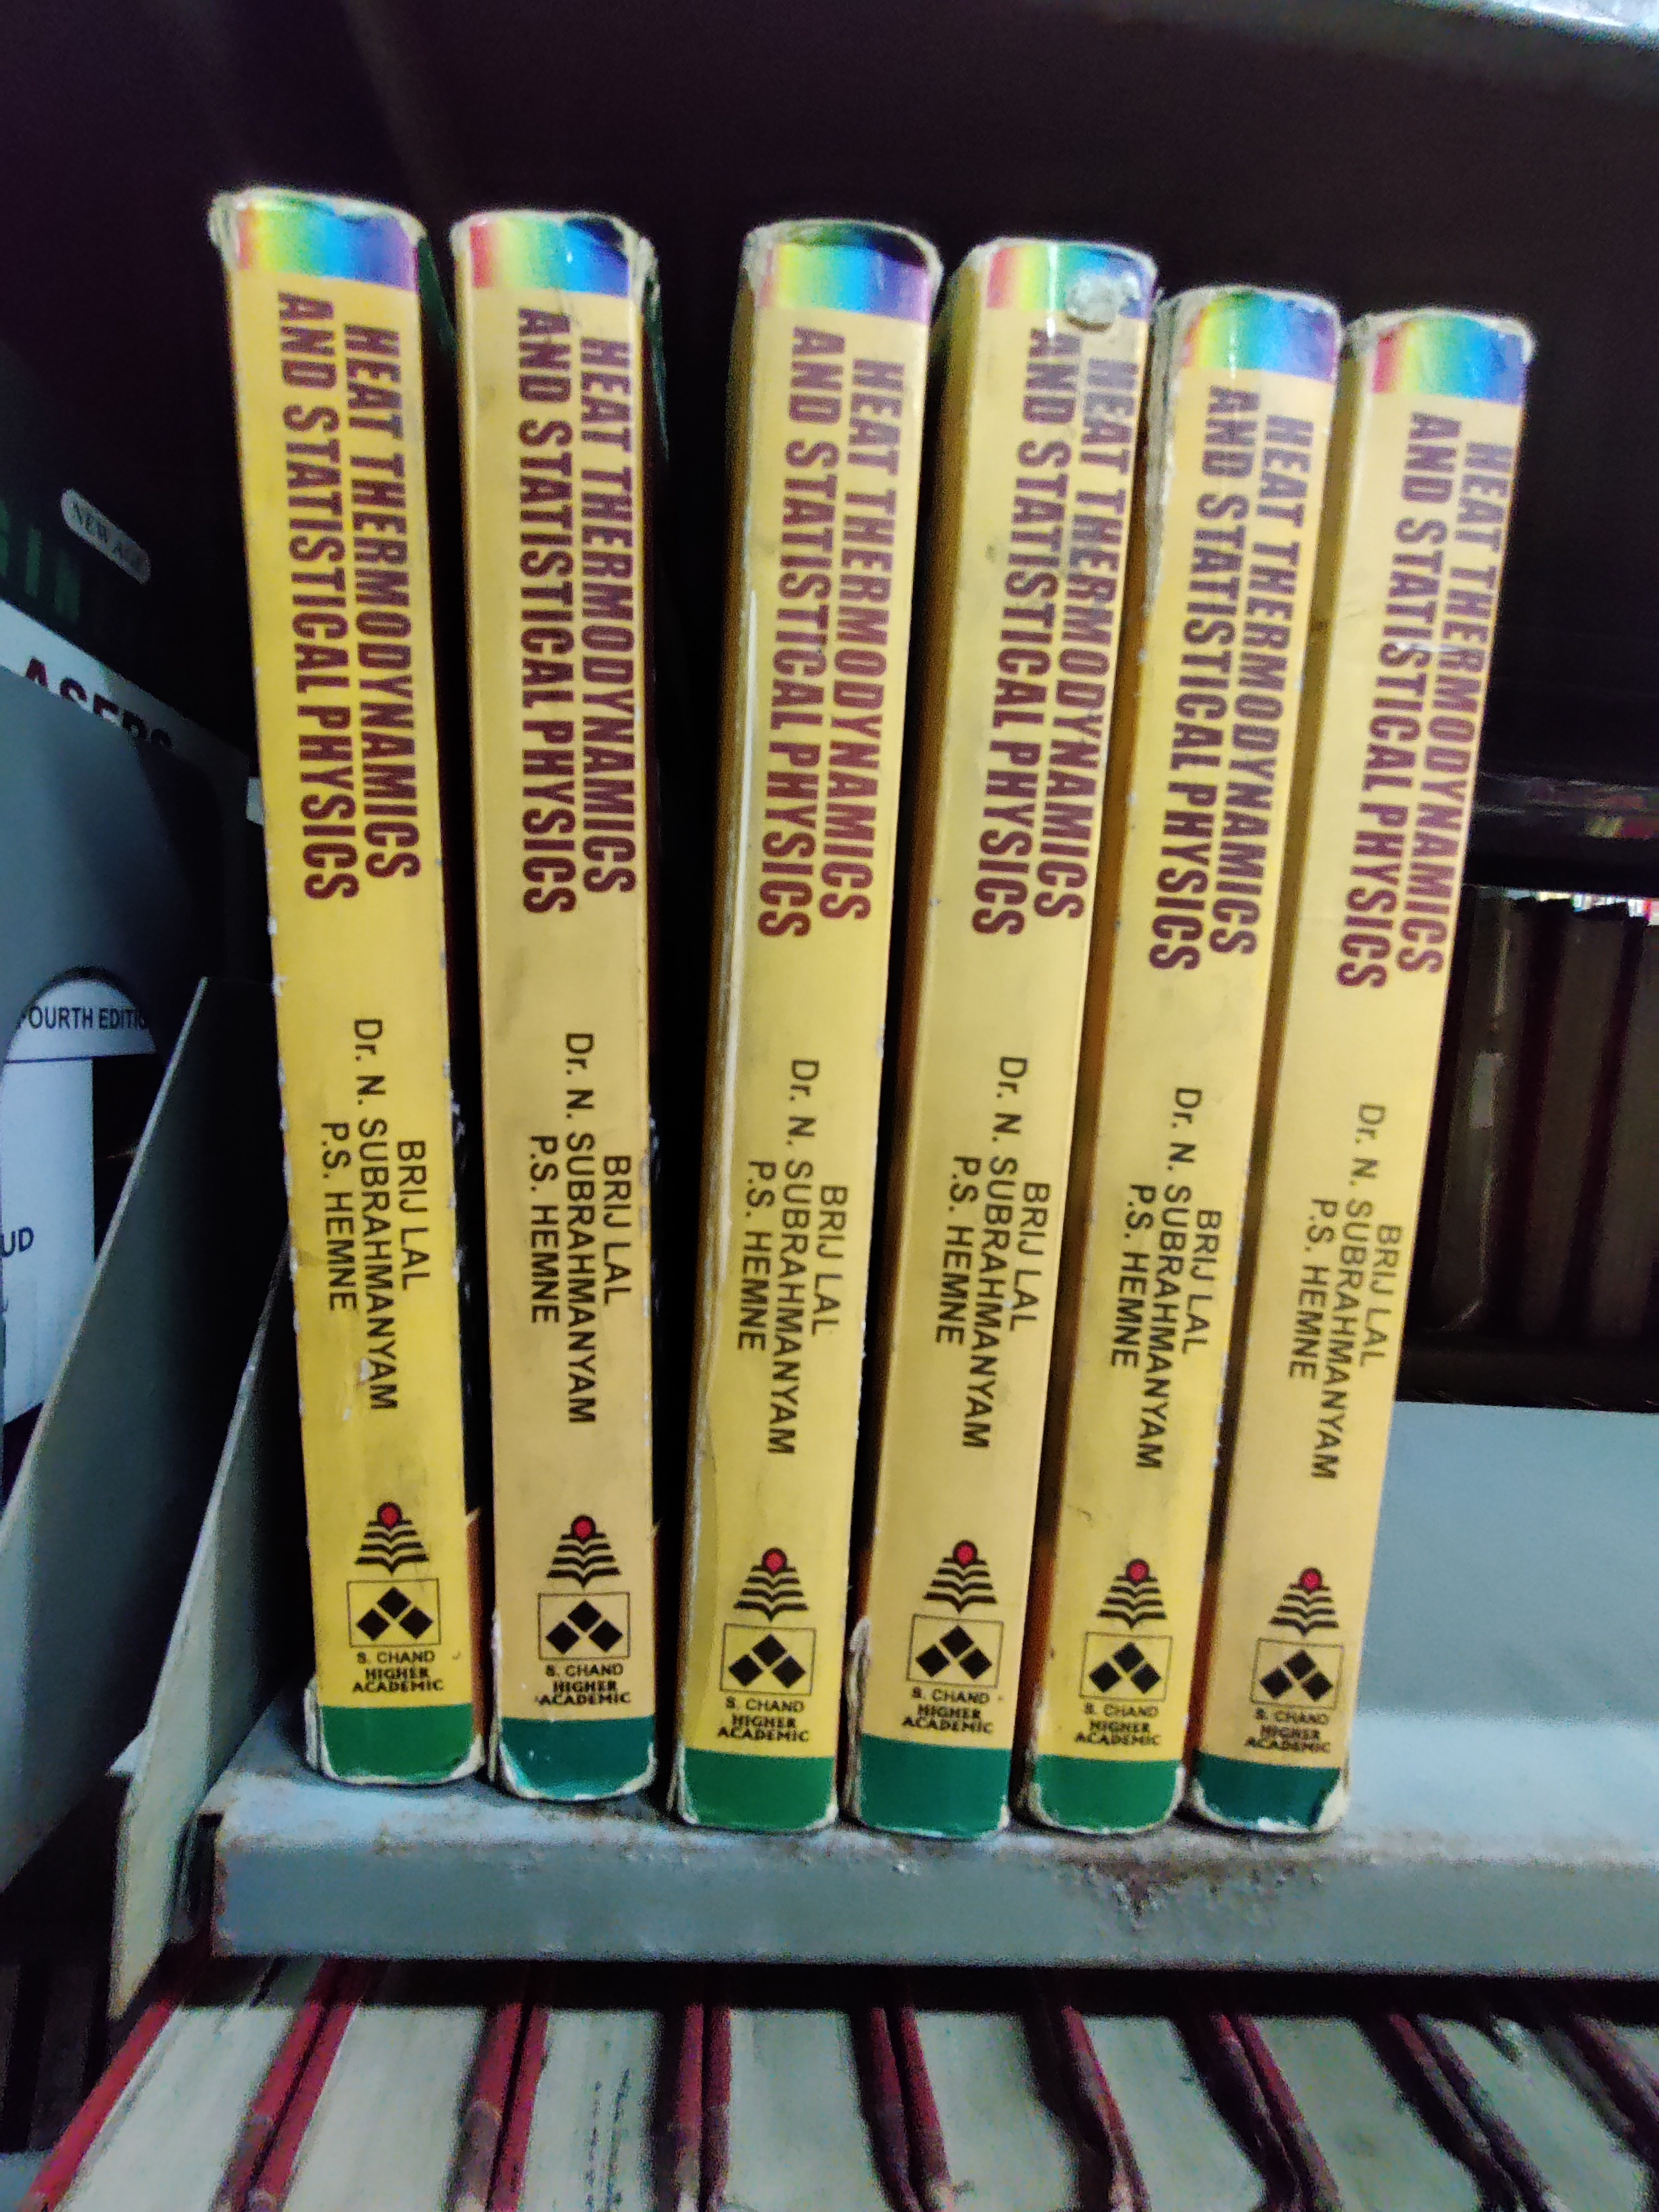 NEW AGE
ASERS
FOURTH EDITIO
UD
HEAT THERMODYNAMICS
AND STATISTICAL PHYSICS
BRIJ LAL
Dr. N. SUBRAHMANYAM
P.S. HEMNE
S. CHAND
HIGHER
ACADEMIC
HEAT THERMODYNAMICS
AND STATISTICAL PHYSICS
BRIJ LAL
Dr. N. SUBRAHMANYAM
P.S. HEMNE
S. CHAND
HIGHER
ACADEMIC
HEAT THERMODYNAMICS
AND STATISTICAL PHYSICS
BRIJ LAL
Dr. N. SUBRAHMANYAM
P.S. HEMNE
S. CHAND
HIGHER
ACADEMIC
HEAT THERMODYNAMICS
AND STATISTICAL PHYSICS
BRIJ LAL
Dr. N. SUBRAHMANYAM
P.S. HEMNE
S. CHAND
HIGHER
ACADEMIC
HEAT THERMODYNAMICS
AND STATISTICAL PHYSICS
BRIJ LAL
Dr. N. SUBRAHMANYAM
P.S. HEMNE
S. CHAND
HIGHER
ACADEMIC
HEAT THERMODYNAMICS
AND STATISTICAL PHYSICS
BRIJ LAL
Dr. N. SUBRAHMANYAM
P.S. HEMNE
S. CHAND
HIGHER
ACADEMIC